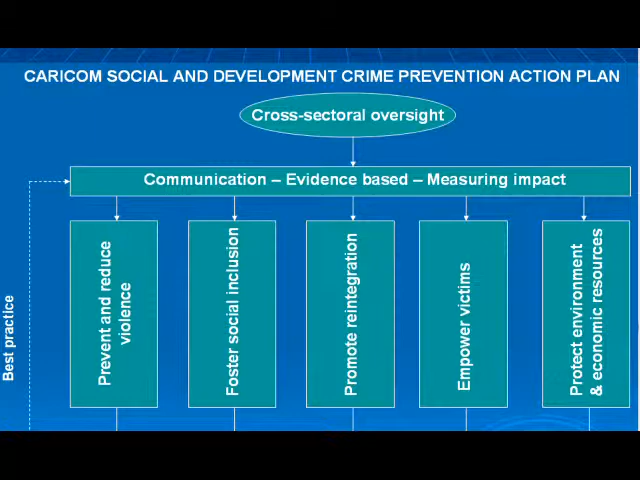 CARICOM SOCIAL AND DEVELOPMENT CRIME PREVENTION ACTION PLAN
Cross-sectoral oversight
Communication – Evidence based – Measuring impact
Best practice
Prevent and reduce
violence
Foster social inclusion
Promote reintegration
Empower victims
Protect environment
& economic resources